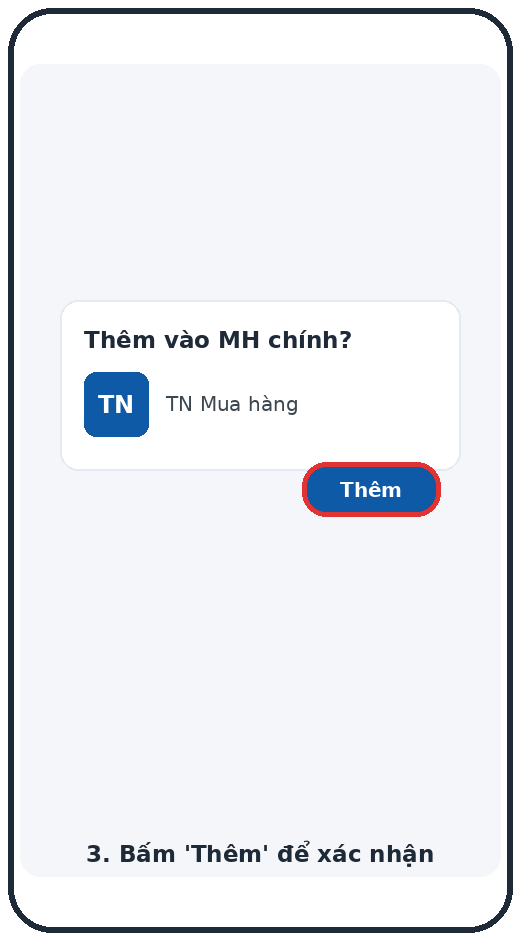 Thêm vào MH chính?
TN
TN Mua hàng
Thêm
3. Bấm 'Thêm' để xác nhận